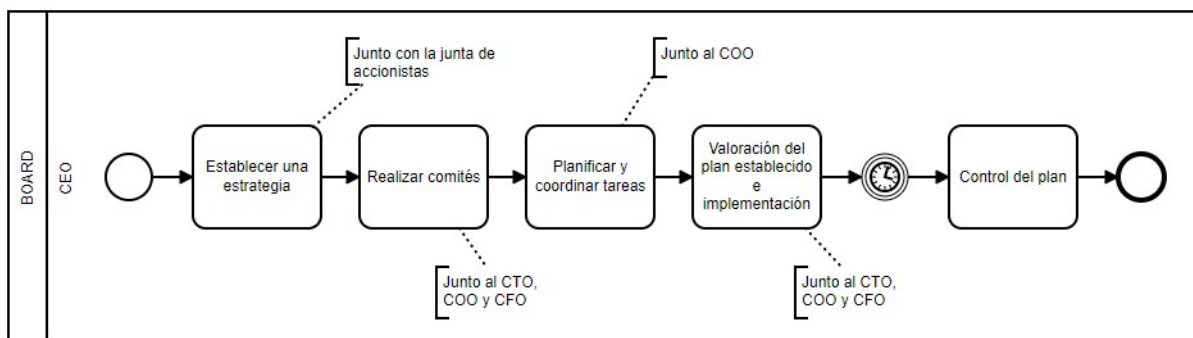 BOARD
CEO
Junto con la junta de
accionistas
Junto al COO
Establecer una
estrategia
Realizar comités
Planificar y
coordinar tareas
Valoración del
plan establecido
e
implementación
Control del plan
Junto al CTO,
COO y CFO
Junto al CTO,
COO y CFO